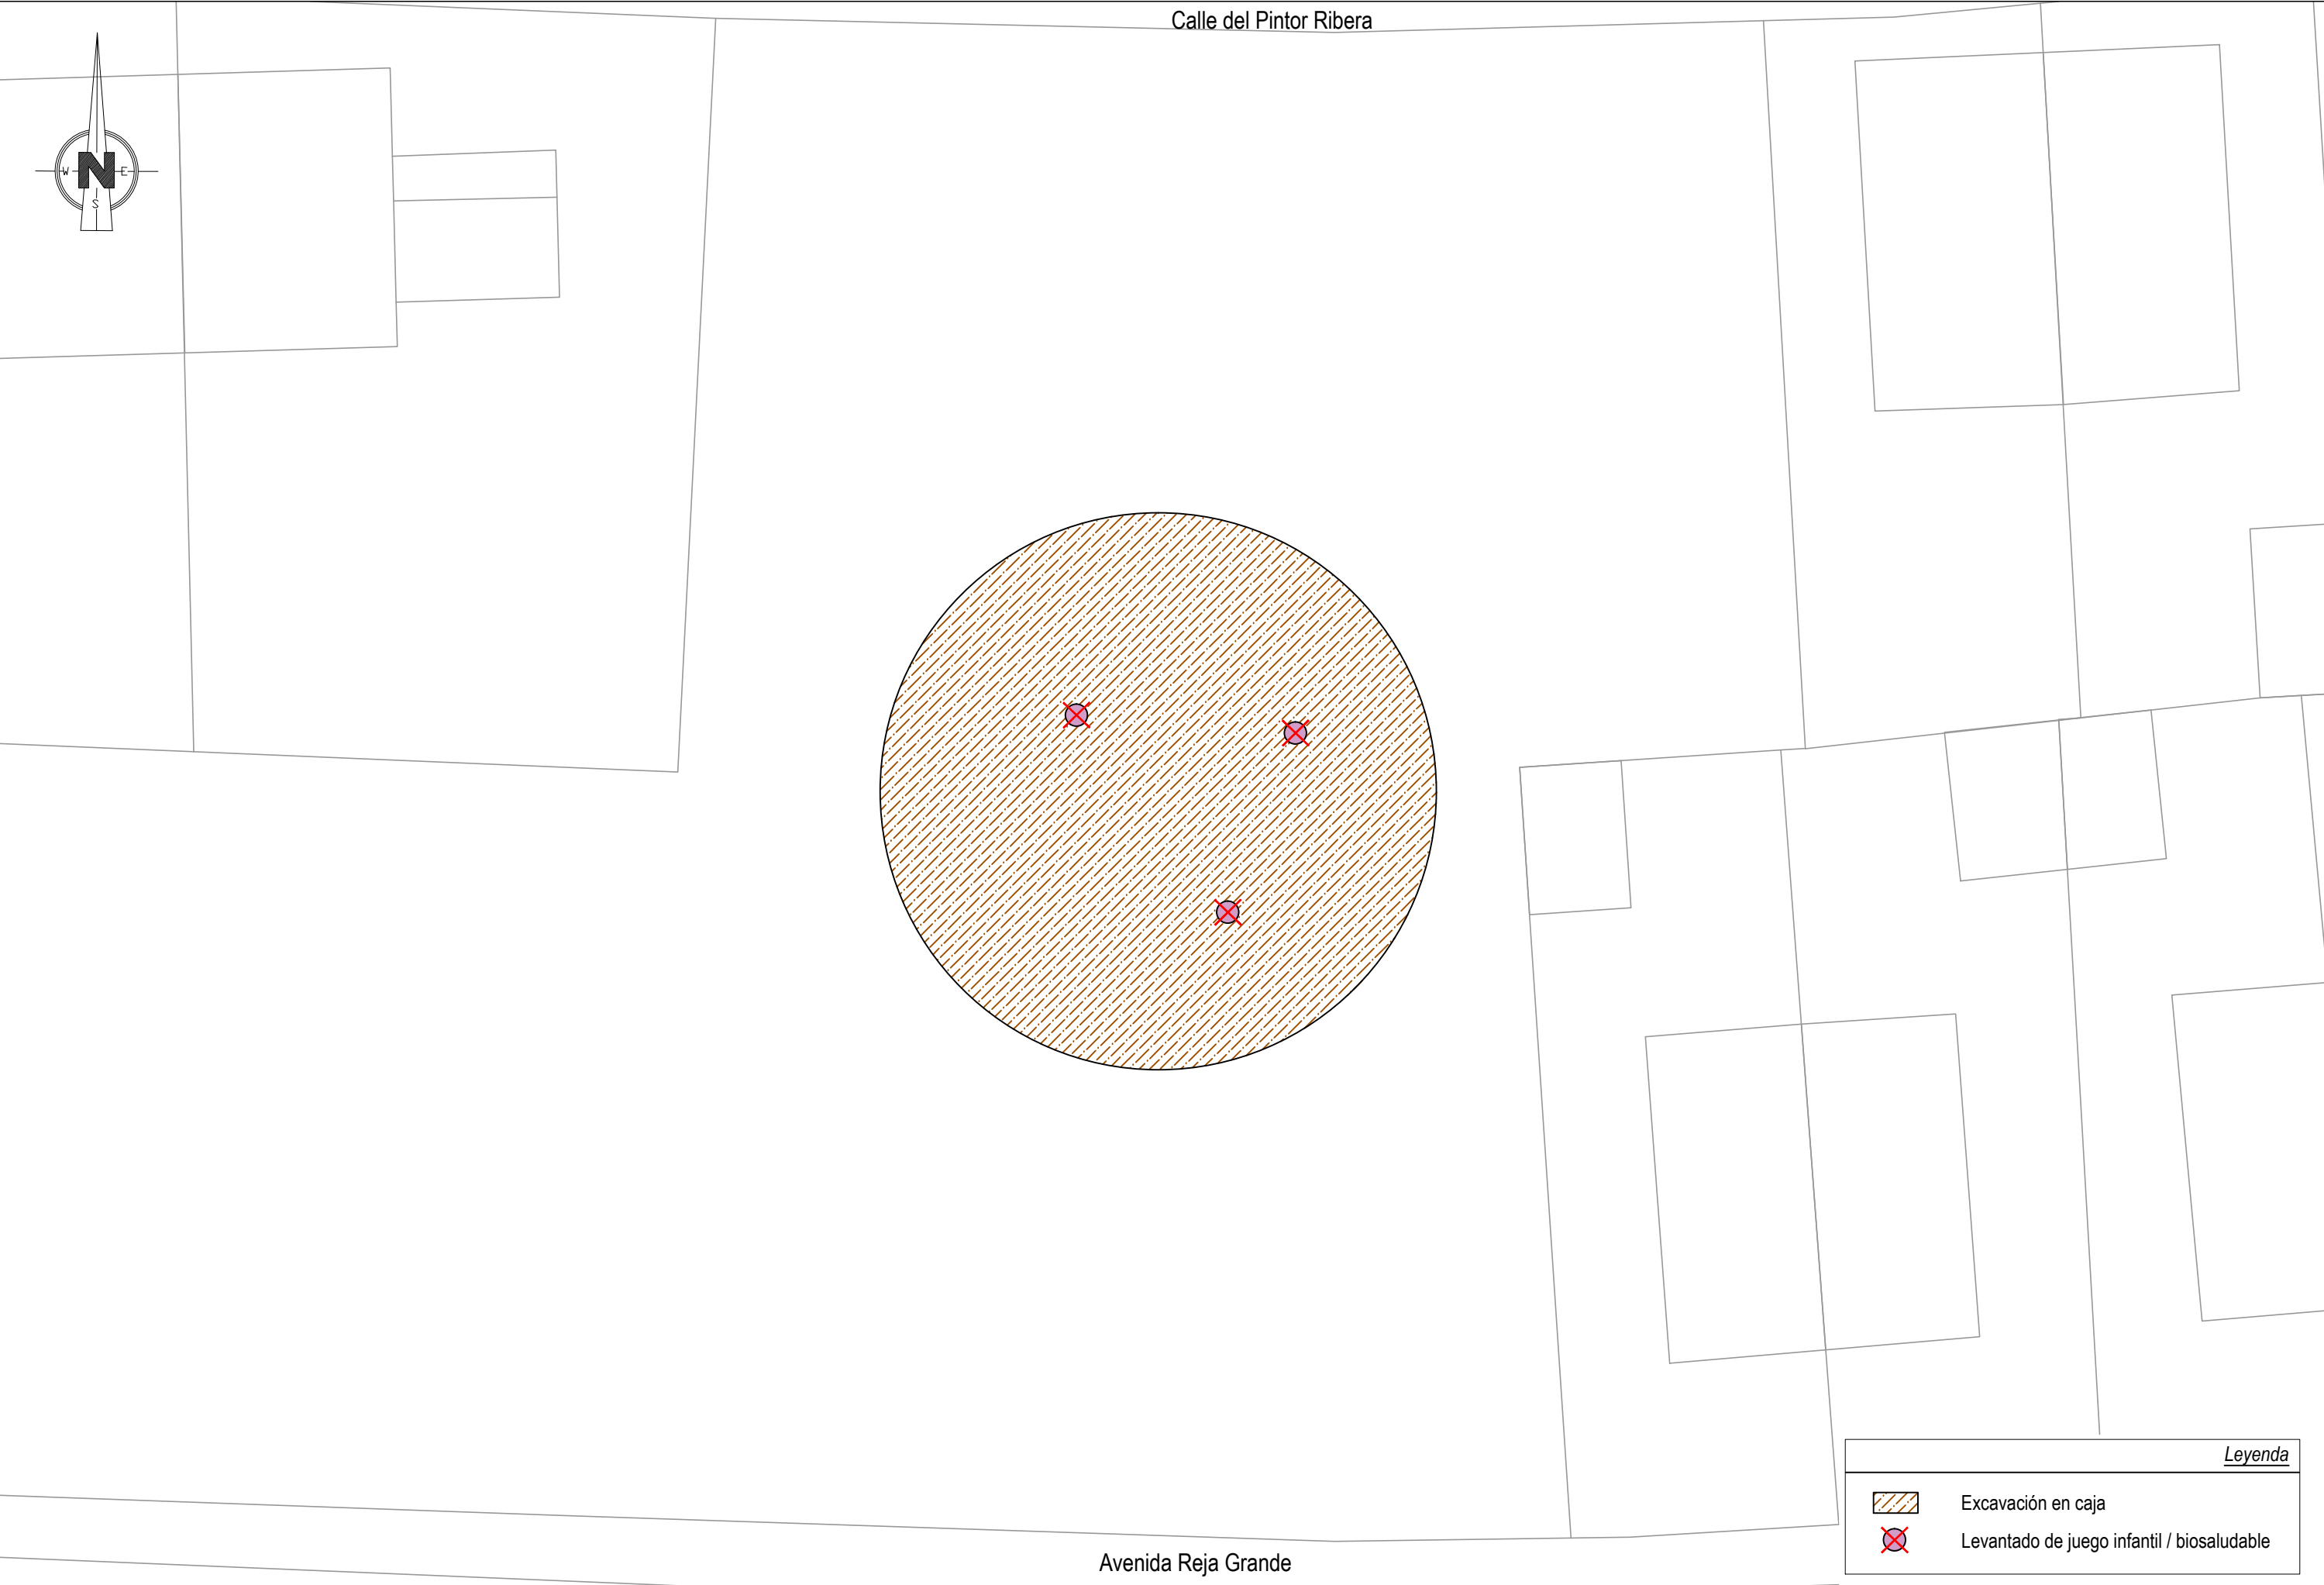 Calle del Pintor Ribera
N
W
E
S
Leyenda
Excavación en caja
Levantado de juego infantil / biosaludable
Avenida Reja Grande